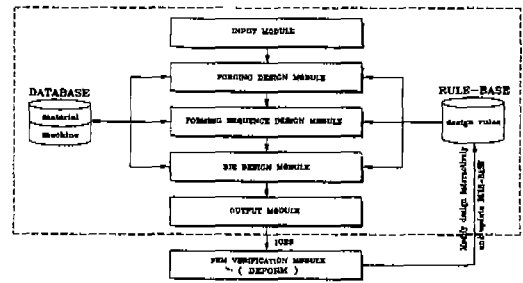 INPUT MODULE
FORGING DESIGN MODULE
DATABASE
RULE-BASE
Material
Machine
FORMING SEQUENCE DESIGN MODULE
design rules
DIE DESIGN MODULE
OUTPUT MODULE
Modify design interactively
and update RULE-BASE
IGES
FEM VERIFICATION MODULE
( DEFORM )